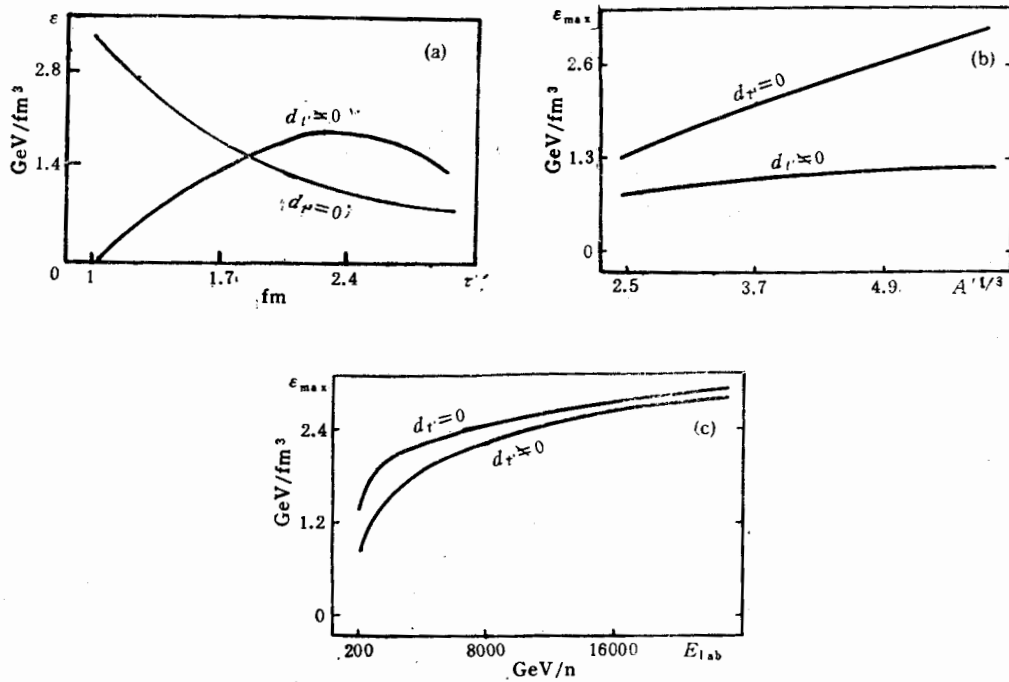 ε
GeV/fm³
2.8
1.4
0
(a)
d_t' ≠ 0
d_t' = 0
1
1.7
2.4
τ'
fm
ε_max
GeV/fm³
2.6
1.3
0
(b)
d_t' = 0
d_t' ≠ 0
2.5
3.7
4.9
A'^1/3
ε_max
GeV/fm³
2.4
1.2
0
(c)
d_t' = 0
d_t' ≠ 0
200
8000
16000
E_lab
GeV/n